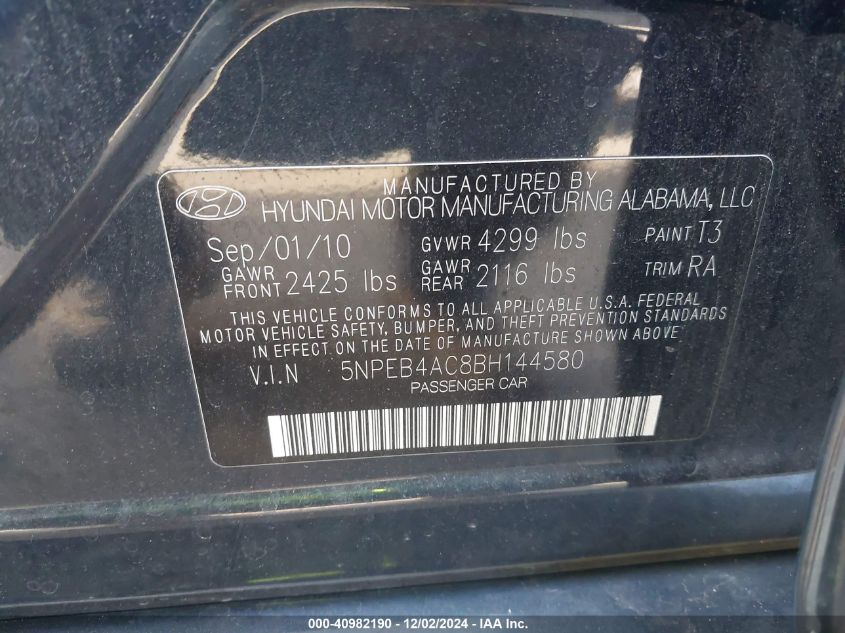 MANUFACTURED BY
HYUNDAI MOTOR MANUFACTURING ALABAMA, LLC
Sep/01/10 GVWR 4299 lbs PAINT T3
GAWR FRONT 2425 lbs GAWR REAR 2116 lbs TRIM RA
THIS VEHICLE CONFORMS TO ALL APPLICABLE U.S.A. FEDERAL
MOTOR VEHICLE SAFETY, BUMPER, AND THEFT PREVENTION STANDARDS
IN EFFECT ON THE DATE OF MANUFACTURE SHOWN ABOVE
V.I.N 5NPEB4AC8BH144580
PASSENGER CAR
000-40982190 - 12/02/2024 - IAA Inc.